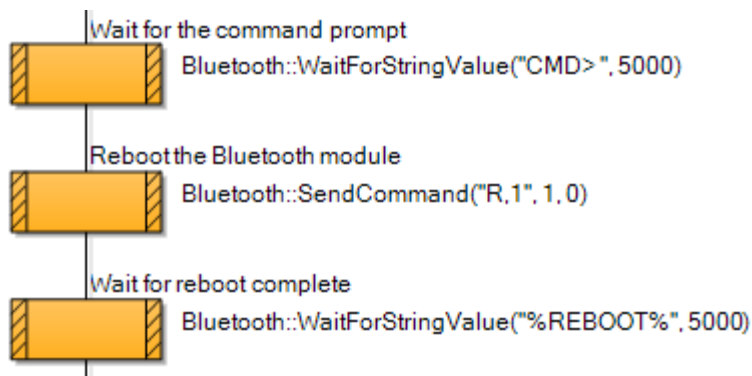 Wait for the command prompt
Bluetooth::WaitForStringValue("CMD> ", 5000)
Reboot the Bluetooth module
Bluetooth::SendCommand("R,1", 1, 0)
Wait for reboot complete
Bluetooth::WaitForStringValue("%REBOOT%", 5000)